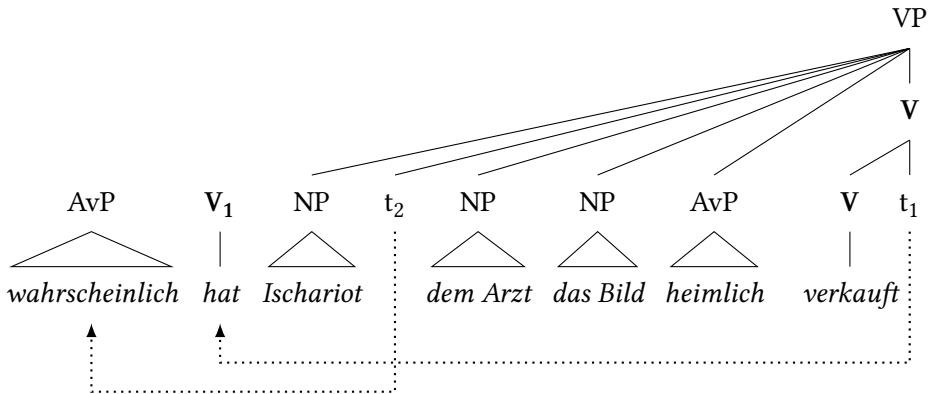 VP
V
AvP V₁ NP t₂ NP NP AvP V t₁
wahrscheinlich hat Ischariot dem Arzt das Bild heimlich verkauft